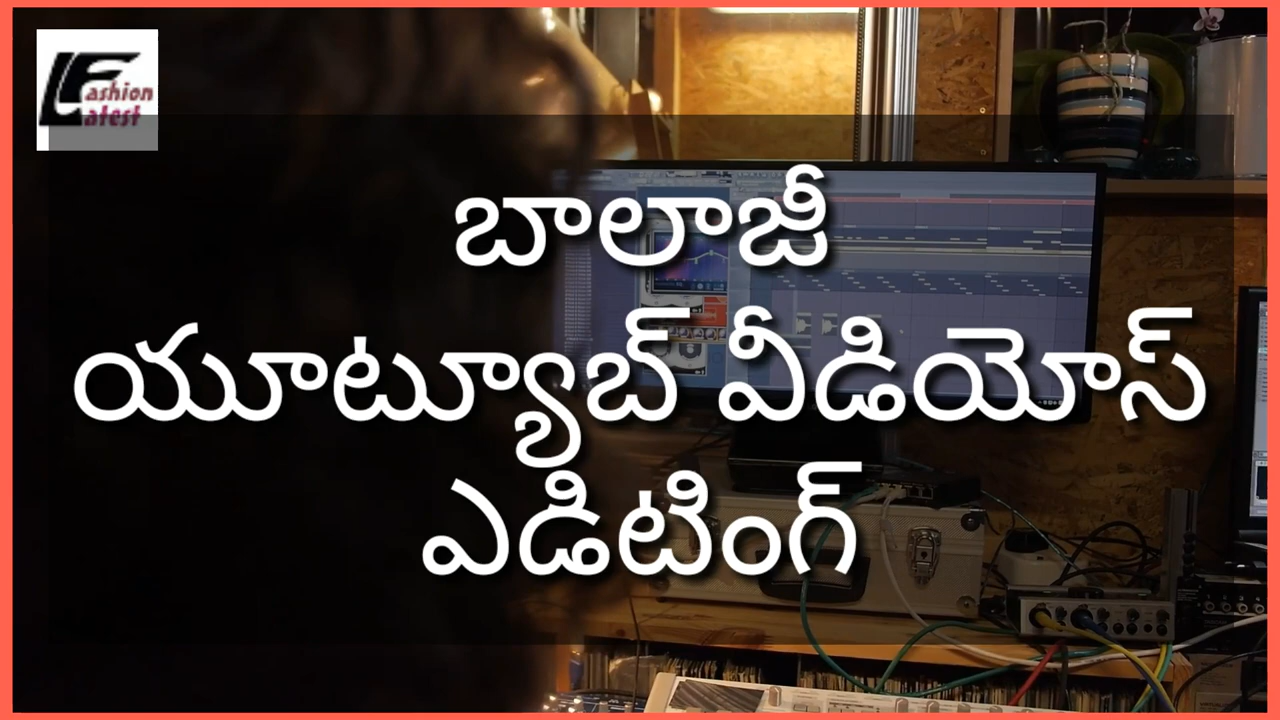 Fashion
Latest
బాలాజీ
యూట్యూబ్ వీడియోస్
ఎడిటింగ్